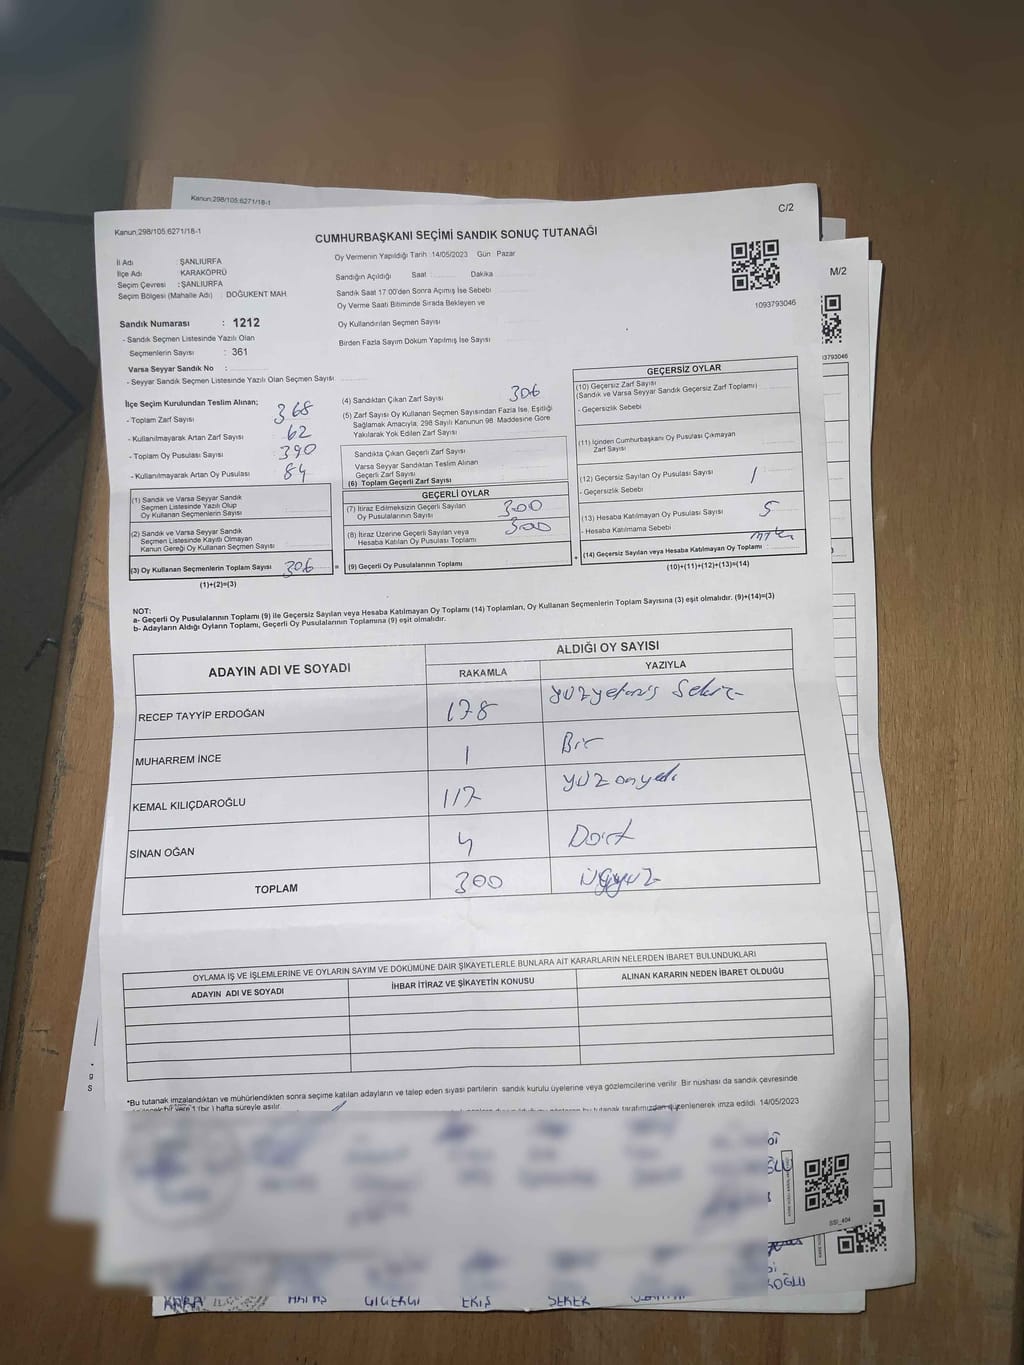 Kanun;298/105;6271/18-1
Kanun;298/105;6271/18-1
C/2
CUMHURBAŞKANI SEÇİMİ SANDIK SONUÇ TUTANAĞI
M/2
İl Adı : ŞANLIURFA
İlçe Adı : KARAKÖPRÜ
Seçim Çevresi : ŞANLIURFA
Seçim Bölgesi (Mahalle Adı) : DOĞUKENT MAH
Oy Vermenin Yapıldığı Tarih :14/05/2023 Gün : Pazar
Sandığın Açıldığı Saat : Dakika
Sandık Saat 17:00'den Sonra Açımış İse Sebebi
Oy Verme Saati Bitiminde Sırada Bekleyen ve
Oy Kullandırılan Seçmen Sayısı
Birden Fazla Sayım Döküm Yapılmış İse Sayısı
1093793046
93793046
Sandık Numarası : 1212
- Sandık Seçmen Listesinde Yazılı Olan
Seçmenlerin Sayısı : 361
Varsa Seyyar Sandık No :
- Seyyar Sandık Seçmen Listesinde Yazılı Olan Seçmen Sayısı
İlçe Seçim Kurulundan Teslim Alınan;
- Toplam Zarf Sayısı : 368
- Kullanılmayarak Artan Zarf Sayısı : 62
- Toplam Oy Pusulası Sayısı : 390
- Kullanılmayarak Artan Oy Pusulası : 84
(1) Sandık ve Varsa Seyyar Sandık
Seçmen Listesinde Yazılı Olup
Oy Kullanan Seçmenlerin Sayısı
(2) Sandık ve Varsa Seyyar Sandık
Seçmen Listesinde Kayıtlı Olmayan
Kanun Gereği Oy Kullanan Seçmen Sayısı
(3) Oy Kullanan Seçmenlerin Toplam Sayısı 306 =
(1)+(2)=(3)
(4) Sandıktan Çıkan Zarf Sayısı 306
(5) Zarf Sayısı Oy Kullanan Seçmen Sayısından Fazla İse, Eşitliği
Sağlamak Amacıyla; 298 Sayılı Kanunun 98. Maddesine Göre
Yakılarak Yok Edilen Zarf Sayısı
Sandıkta Çıkan Geçerli Zarf Sayısı
Varsa Seyyar Sandıktan Teslim Alınan
Geçerli Zarf Sayısı
(6) Toplam Geçerli Zarf Sayısı
GEÇERLİ OYLAR
(7) İtiraz Edilmeksizin Geçerli Sayılan
Oy Pusulalarının Sayısı 300
(8) İtiraz Üzerine Geçerli Sayılan veya
Hesaba Katılan Oy Pusulası Toplamı 300
(9) Geçerli Oy Pusulalarının Toplamı +
GEÇERSİZ OYLAR
(10) Geçersiz Zarf Sayısı
(Sandık ve Varsa Seyyar Sandık Geçersiz Zarf Toplamı)
- Geçersizlik Sebebi
(11) İçinden Cumhurbaşkanı Oy Pusulası Çıkmayan
Zarf Sayısı
(12) Geçersiz Sayılan Oy Pusulası Sayısı 1
- Geçersizlik Sebebi
(13) Hesaba Katılmayan Oy Pusulası Sayısı 5
- Hesaba Katılmama Sebebi
(14) Geçersiz Sayılan veya Hesaba Katılmayan Oy Toplamı
(10)+(11)+(12)+(13)=(14)
NOT:
a- Geçerli Oy Pusulalarının Toplamı (9) ile Geçersiz Sayılan veya Hesaba Katılmayan Oy Toplamı (14) Toplamları, Oy Kullanan Seçmenlerin Toplam Sayısına (3) eşit olmalıdır. (9)+(14)=(3)
b- Adayların Aldığı Oyların Toplamı, Geçerli Oy Pusulalarının Toplamına (9) eşit olmalıdır.
ADAYIN ADI VE SOYADI
ALDIĞI OY SAYISI
RAKAMLA YAZIYLA
RECEP TAYYİP ERDOĞAN 178 yüzyetmiş Sekiz
MUHARREM İNCE 1 Bir
KEMAL KILIÇDAROĞLU 117 yüz onyedi
SİNAN OĞAN 4 Dört
TOPLAM 300 üçyüz
OYLAMA İŞ VE İŞLEMLERİNE VE OYLARIN SAYIM VE DÖKÜMÜNE DAİR ŞİKAYETLERLE BUNLARA AİT KARARLARIN NELERDEN İBARET BULUNDUKLARI
ADAYIN ADI VE SOYADI İHBAR İTİRAZ VE ŞİKAYETİN KONUSU ALINAN KARARIN NEDEN İBARET OLDUĞU
*Bu tutanak imzalandıktan ve mühürlendikten sonra seçime katılan adayların ve talep eden siyasi partilerin sandık kurulu üyelerine veya gözlemcilerine verilir. Bir nushası da sandık çevresinde
bir yere 1 (bir ) hafta süreyle asılır. bu tutanak tarafımızdan düzenlenerek imza edildi. 14/05/2023
SSI_404
KARA EKİŞ ŞEKER